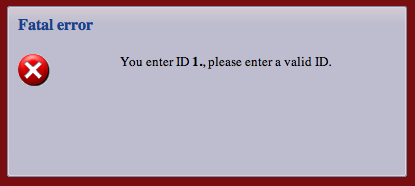 Fatal error
You enter ID 1., please enter a valid ID.